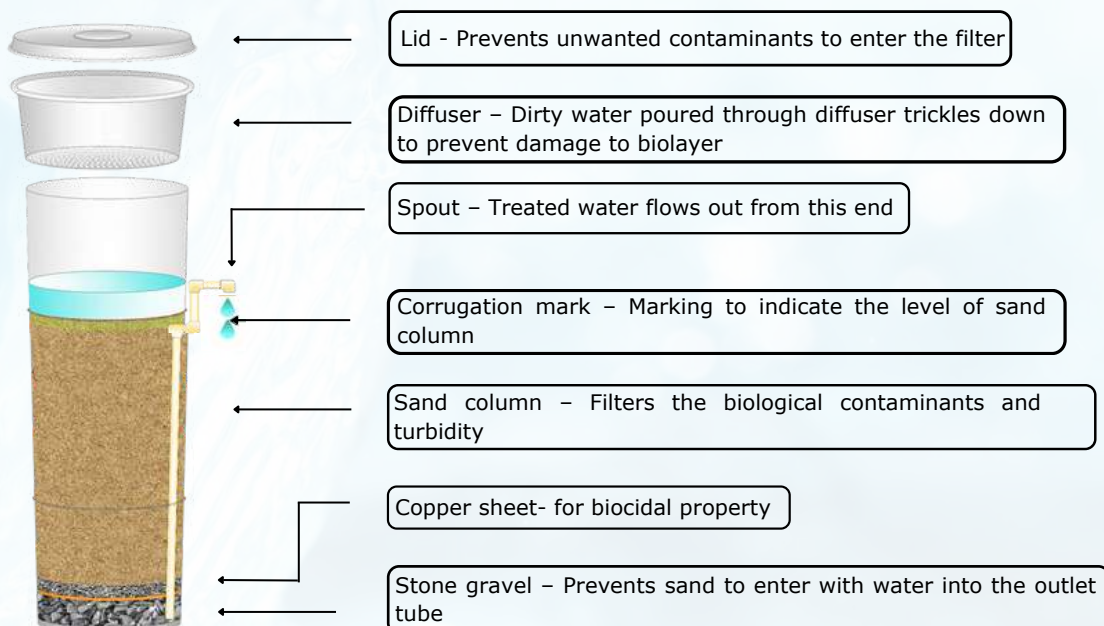 Lid - Prevents unwanted contaminants to enter the filter
Diffuser – Dirty water poured through diffuser trickles down
to prevent damage to biolayer
Spout – Treated water flows out from this end
Corrugation mark – Marking to indicate the level of sand
column
Sand column – Filters the biological contaminants and
turbidity
Copper sheet- for biocidal property
Stone gravel – Prevents sand to enter with water into the outlet
tube